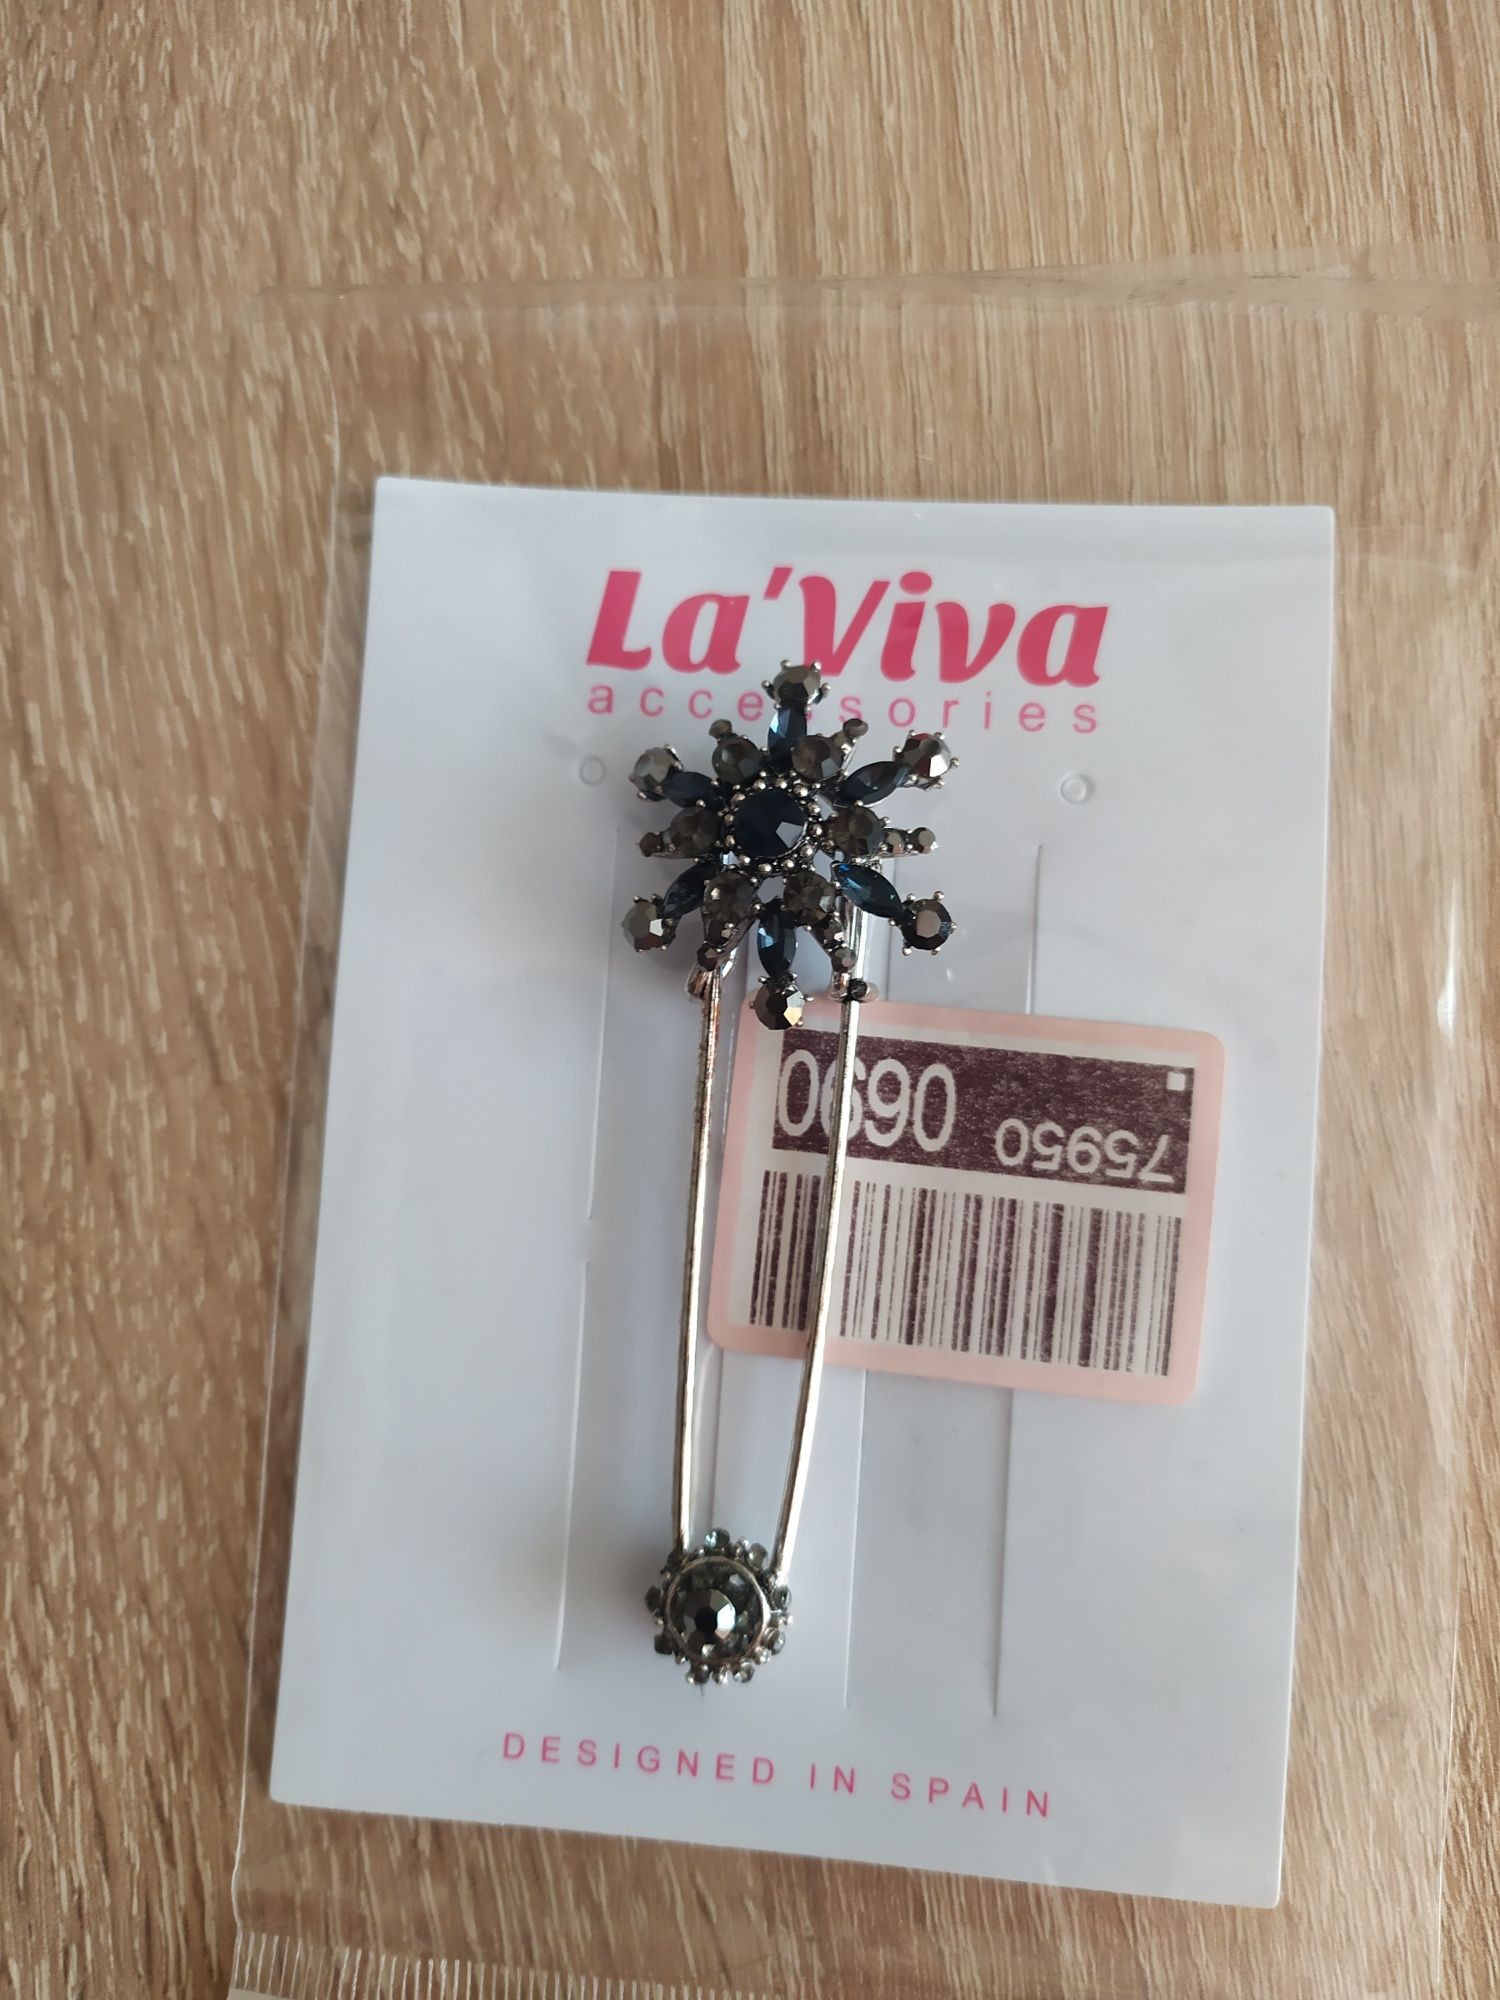 La'Viva
accessories
0690 75950
DESIGNED IN SPAIN